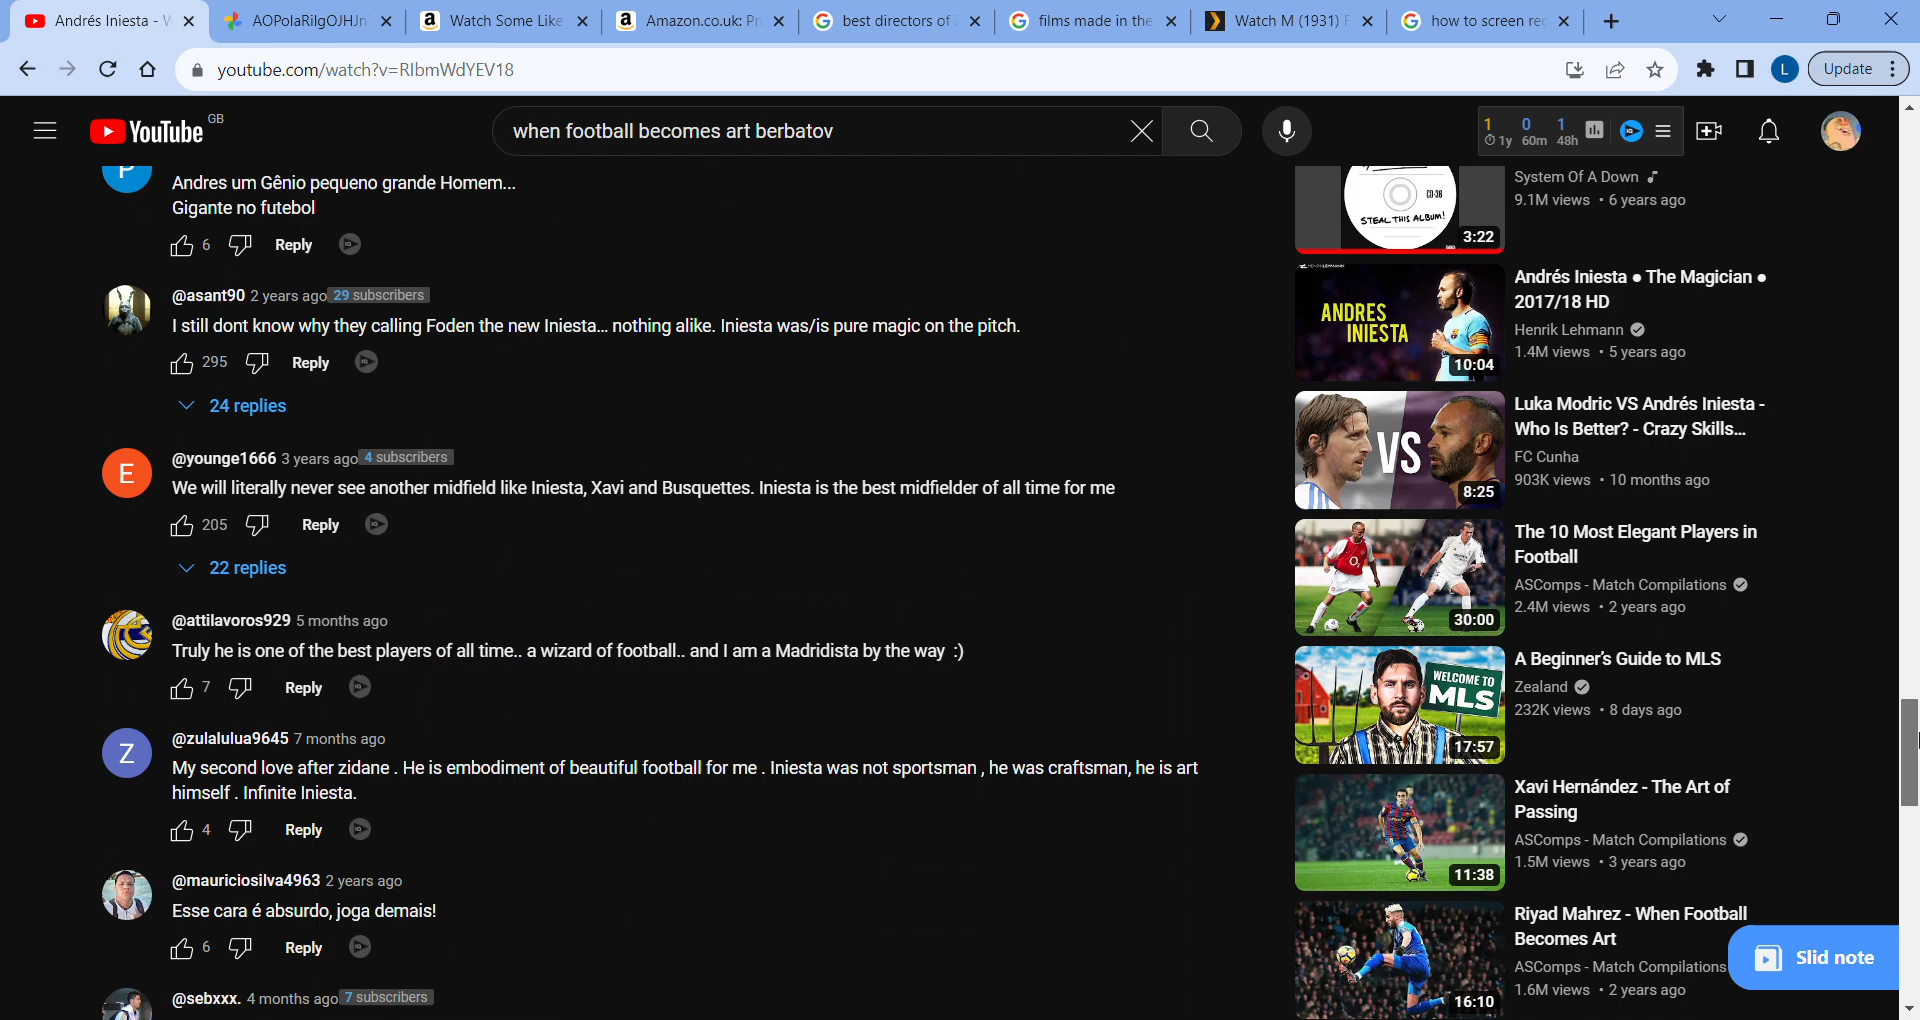 Andrés Iniesta - W
AOPolaRilgOJHJn
Watch Some Like
Amazon.co.uk: Pr
best directors of
films made in the
Watch M (1931)
how to screen rec
youtube.com/watch?v=RlbmWdYEV18
L
Update
YouTube GB
when football becomes art berbatov
1 0 1
1y 60m 48h
Andres um Gênio pequeno grande Homem...
Gigante no futebol
6 Reply
@asant90 2 years ago 29 subscribers
I still dont know why they calling Foden the new Iniesta... nothing alike. Iniesta was/is pure magic on the pitch.
295 Reply
24 replies
E
@younge1666 3 years ago 4 subscribers
We will literally never see another midfield like Iniesta, Xavi and Busquettes. Iniesta is the best midfielder of all time for me
205 Reply
22 replies
@attilavoros929 5 months ago
Truly he is one of the best players of all time.. a wizard of football.. and I am a Madridista by the way :)
7 Reply
Z
@zulalulua9645 7 months ago
My second love after zidane . He is embodiment of beautiful football for me . Iniesta was not sportsman , he was craftsman, he is art
himself . Infinite Iniesta.
4 Reply
@mauriciosilva4963 2 years ago
Esse cara é absurdo, joga demais!
6 Reply
@sebxxx. 4 months ago 7 subscribers
STEAL THIS ALBUM!
3:22
System Of A Down
9.1M views • 6 years ago
ANDRES
INIESTA
10:04
Andrés Iniesta ● The Magician ●
2017/18 HD
Henrik Lehmann
1.4M views • 5 years ago
VS
8:25
Luka Modric VS Andrés Iniesta -
Who Is Better? - Crazy Skills...
FC Cunha
903K views • 10 months ago
O2
30:00
The 10 Most Elegant Players in
Football
ASComps - Match Compilations
2.4M views • 2 years ago
WELCOME TO
MLS
17:57
A Beginner's Guide to MLS
Zealand
232K views • 8 days ago
11:38
Xavi Hernández - The Art of
Passing
ASComps - Match Compilations
1.5M views • 3 years ago
16:10
Riyad Mahrez - When Football
Becomes Art
ASComps - Match Compilations
1.6M views • 2 years ago
Slid note